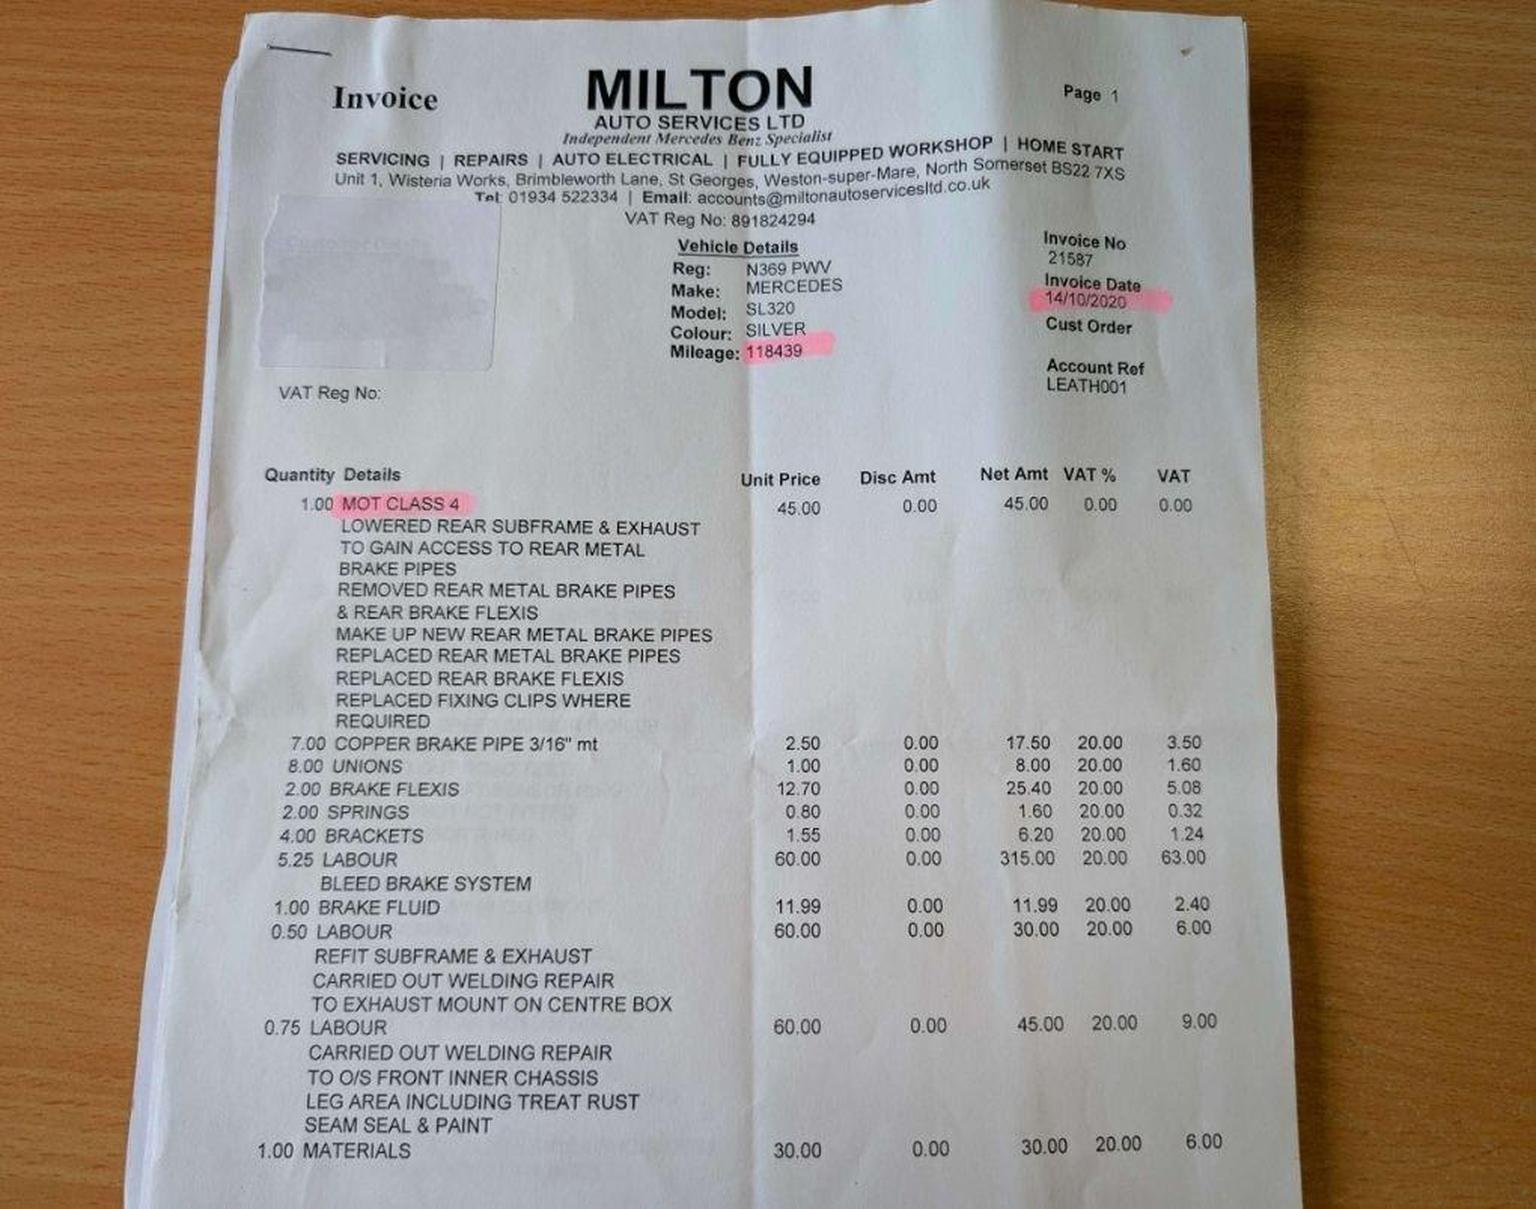 Invoice
MILTON
Page 1
AUTO SERVICES LTD
Independent Mercedes Benz Specialist
SERVICING | REPAIRS | AUTO ELECTRICAL | FULLY EQUIPPED WORKSHOP | HOME START
Unit 1, Wisteria Works, Brimbleworth Lane, St Georges, Weston-super-Mare, North Somerset BS22 7XS
Tel: 01934 522334 | Email: accounts@miltonautoservicesltd.co.uk
VAT Reg No: 891824294
Vehicle Details
Reg: N369 PWV
Make: MERCEDES
Model: SL320
Colour: SILVER
Mileage: 118439
Invoice No
21587
Invoice Date
14/10/2020
Cust Order
Account Ref
LEATH001
VAT Reg No:
Quantity Details Unit Price Disc Amt Net Amt VAT % VAT
1.00 MOT CLASS 4 45.00 0.00 45.00 0.00 0.00
LOWERED REAR SUBFRAME & EXHAUST
TO GAIN ACCESS TO REAR METAL
BRAKE PIPES
REMOVED REAR METAL BRAKE PIPES
& REAR BRAKE FLEXIS
MAKE UP NEW REAR METAL BRAKE PIPES
REPLACED REAR METAL BRAKE PIPES
REPLACED REAR BRAKE FLEXIS
REPLACED FIXING CLIPS WHERE
REQUIRED
7.00 COPPER BRAKE PIPE 3/16" mt 2.50 0.00 17.50 20.00 3.50
8.00 UNIONS 1.00 0.00 8.00 20.00 1.60
2.00 BRAKE FLEXIS 12.70 0.00 25.40 20.00 5.08
2.00 SPRINGS 0.80 0.00 1.60 20.00 0.32
4.00 BRACKETS 1.55 0.00 6.20 20.00 1.24
5.25 LABOUR 60.00 0.00 315.00 20.00 63.00
BLEED BRAKE SYSTEM
1.00 BRAKE FLUID 11.99 0.00 11.99 20.00 2.40
0.50 LABOUR 60.00 0.00 30.00 20.00 6.00
REFIT SUBFRAME & EXHAUST
CARRIED OUT WELDING REPAIR
TO EXHAUST MOUNT ON CENTRE BOX
0.75 LABOUR 60.00 0.00 45.00 20.00 9.00
CARRIED OUT WELDING REPAIR
TO O/S FRONT INNER CHASSIS
LEG AREA INCLUDING TREAT RUST
SEAM SEAL & PAINT
1.00 MATERIALS 30.00 0.00 30.00 20.00 6.00